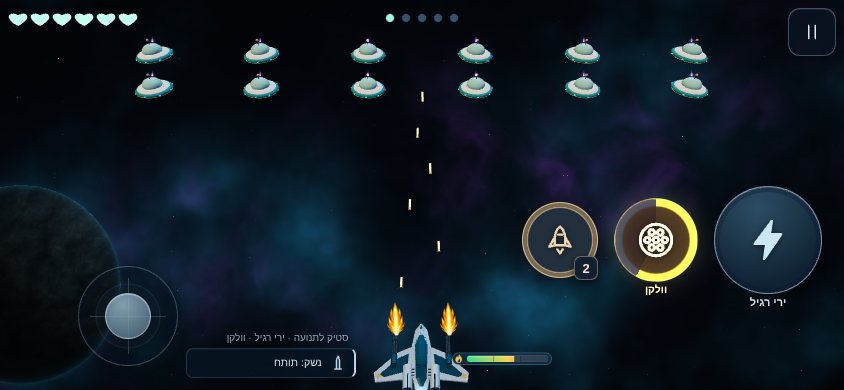 2
וולקן
ירי רגיל
סטיק לתנועה · ירי רגיל · וולקן
נשק: תותח